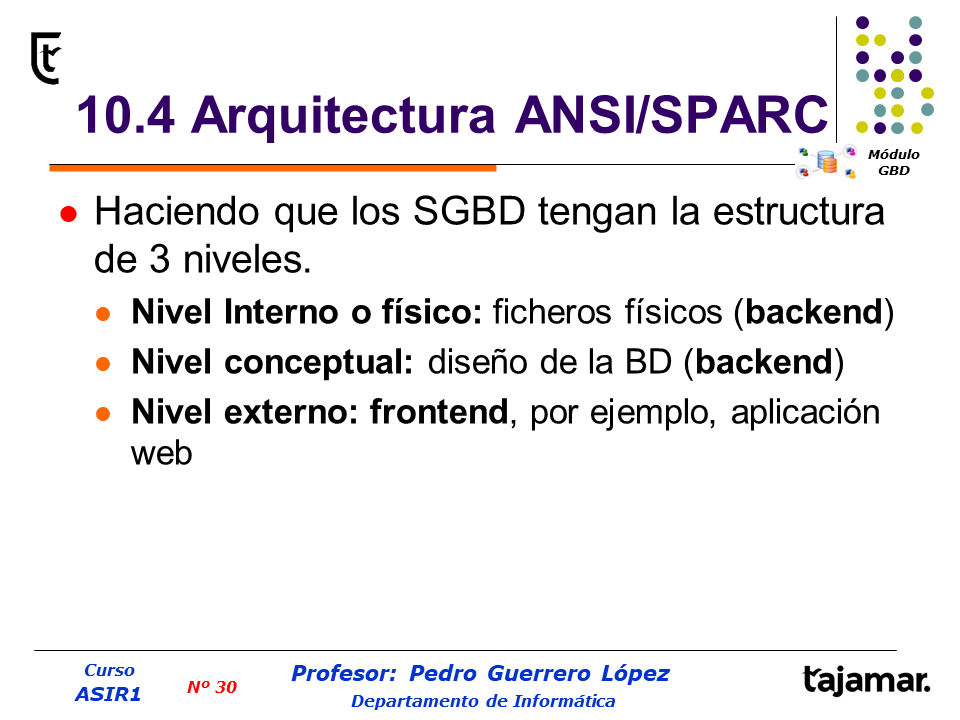 10.4 Arquitectura ANSI/SPARC
Módulo
GBD
Haciendo que los SGBD tengan la estructura
de 3 niveles.
Nivel Interno o físico: ficheros físicos (backend)
Nivel conceptual: diseño de la BD (backend)
Nivel externo: frontend, por ejemplo, aplicación
web
Curso
ASIR1
Nº 30
Profesor: Pedro Guerrero López
Departamento de Informática
tajamar.